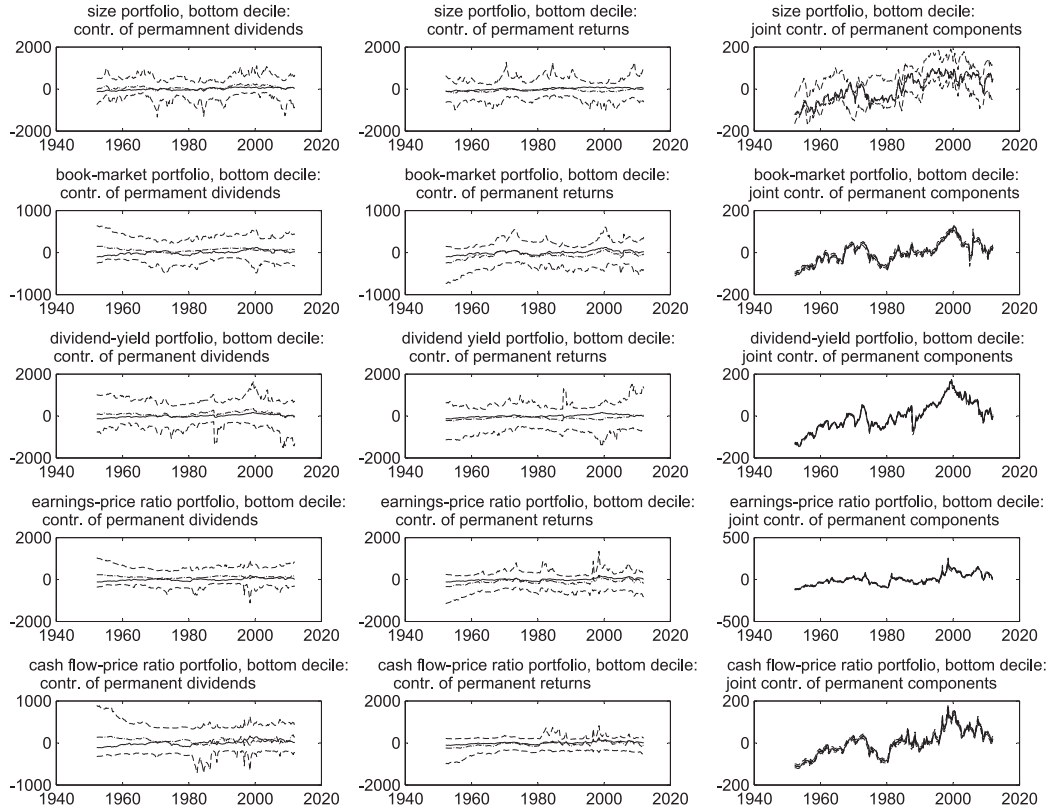 size portfolio, bottom decile:
contr. of permamnent dividends
size portfolio, bottom decile:
contr. of permament returns
size portfolio, bottom decile:
joint contr. of permanent components
2000
0
-2000
1940 1960 1980 2000 2020
2000
0
-2000
1940 1960 1980 2000 2020
200
0
-200
1940 1960 1980 2000 2020
book-market portfolio, bottom decile:
contr. of permament dividends
book-market portfolio, bottom decile:
contr. of permanent returns
book-market portfolio, bottom decile:
joint contr. of permanent components
1000
0
-1000
1940 1960 1980 2000 2020
1000
0
-1000
1940 1960 1980 2000 2020
200
0
-200
1940 1960 1980 2000 2020
dividend-yield portfolio, bottom decile:
contr. of permanent dividends
dividend yield portfolio, bottom decile:
contr. of permanent returns
dividend-yield portfolio, bottom decile:
joint contr. of permanent components
2000
0
-2000
1940 1960 1980 2000 2020
2000
0
-2000
1940 1960 1980 2000 2020
200
0
-200
1940 1960 1980 2000 2020
earnings-price ratio portfolio, bottom decile:
contr. of permanent dividends
earnings-price ratio portfolio, bottom decile:
contr. of permanent returns
earnings-price ratio portfolio, bottom decile:
joint contr. of permanent components
2000
0
-2000
1940 1960 1980 2000 2020
2000
0
-2000
1940 1960 1980 2000 2020
500
0
-500
1940 1960 1980 2000 2020
cash flow-price ratio portfolio, bottom decile:
contr. of permanent dividends
cash flow-price ratio portfolio, bottom decile:
contr. of permanent returns
cash flow-price ratio portfolio, bottom decile:
joint contr. of permanent components
1000
0
-1000
1940 1960 1980 2000 2020
2000
0
-2000
1940 1960 1980 2000 2020
200
0
-200
1940 1960 1980 2000 2020